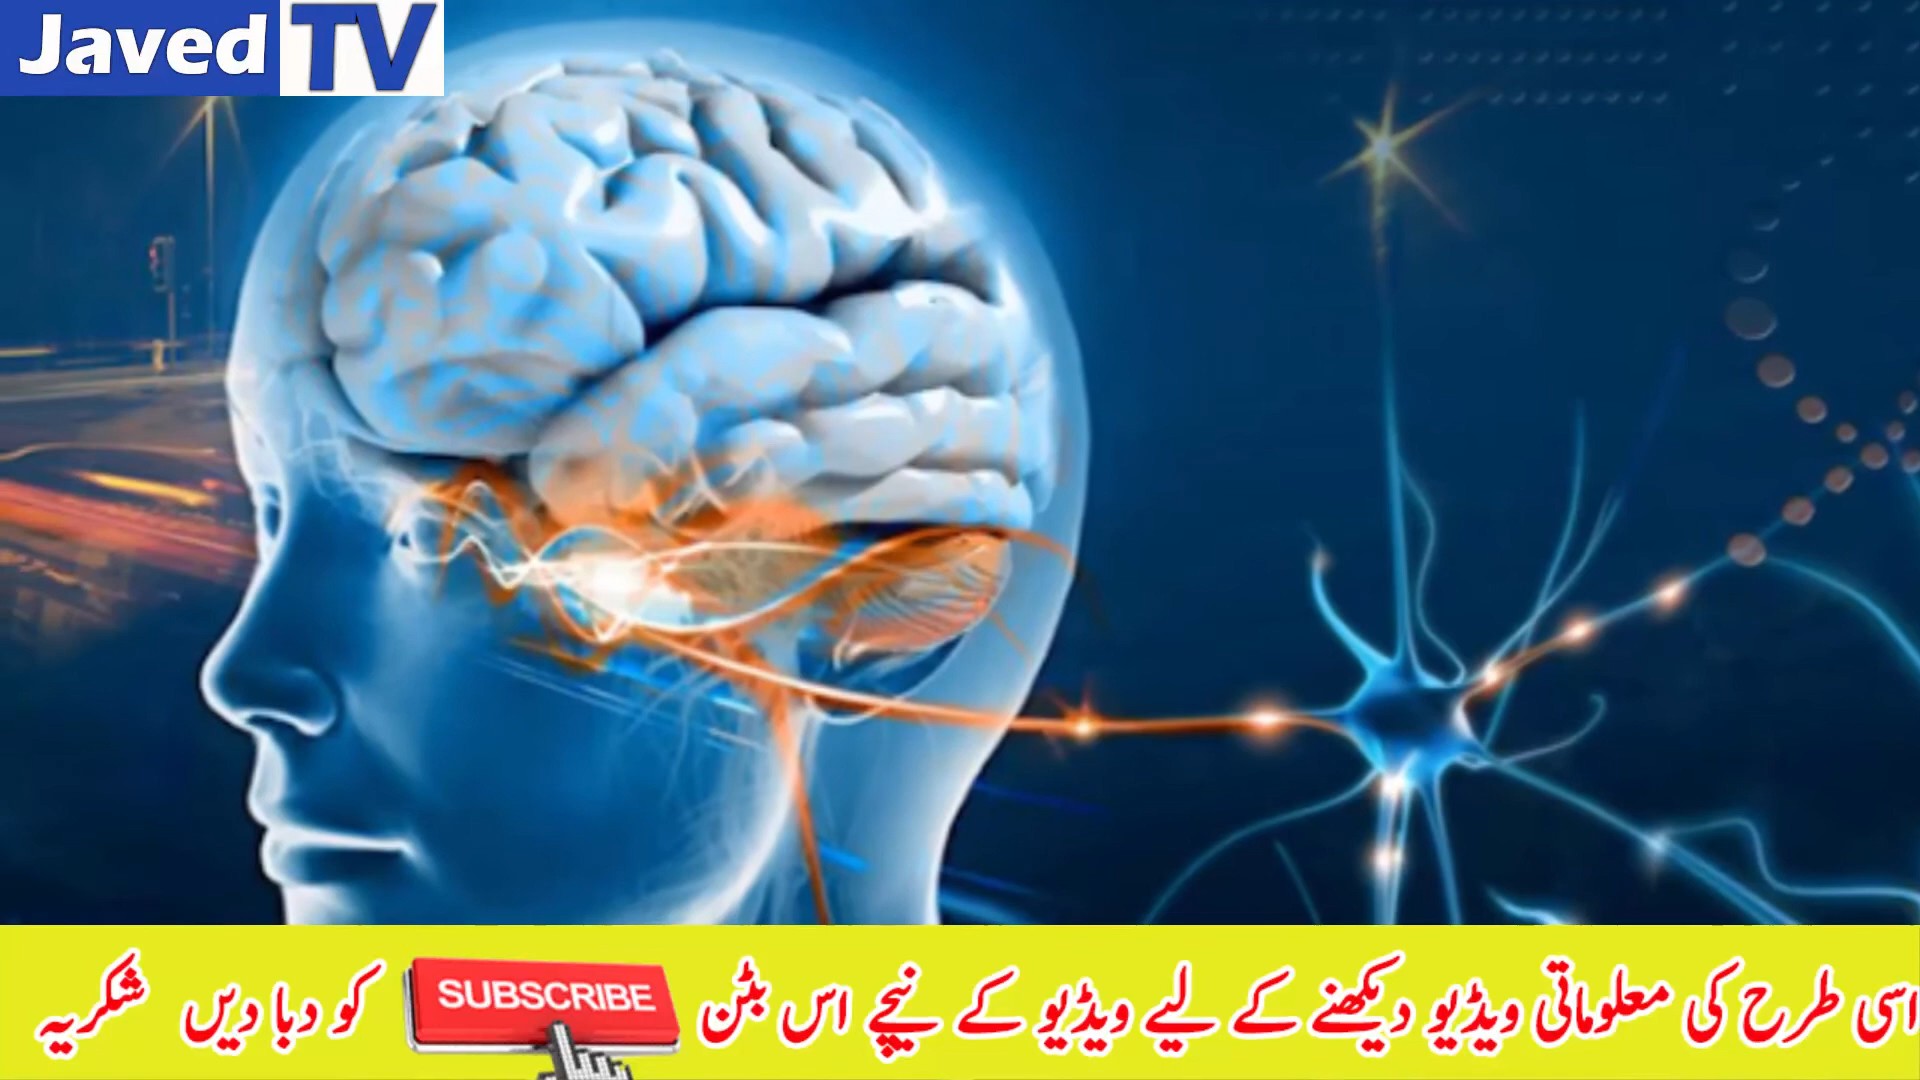 Javed TV
اسی طرح کی معلوماتی ویڈیو دیکھنے کے لیے ویڈیو کے نیچے اس بٹن SUBSCRIBE کو دبا دیں شکریہ